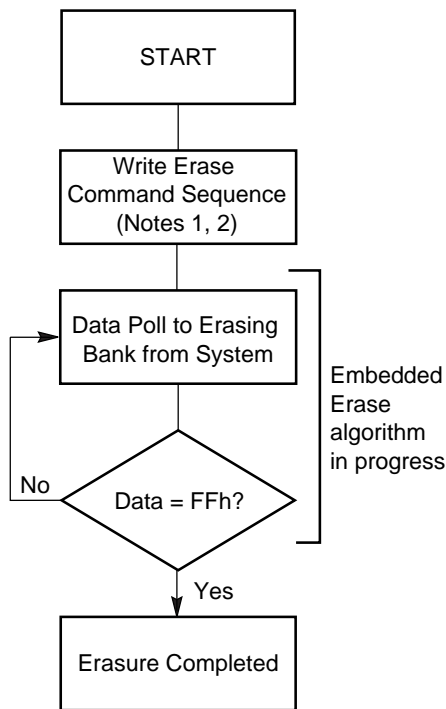 START
Write Erase
Command Sequence
(Notes 1, 2)
Data Poll to Erasing
Bank from System
Embedded
Erase
algorithm
in progress
No
Data = FFh?
Yes
Erasure Completed